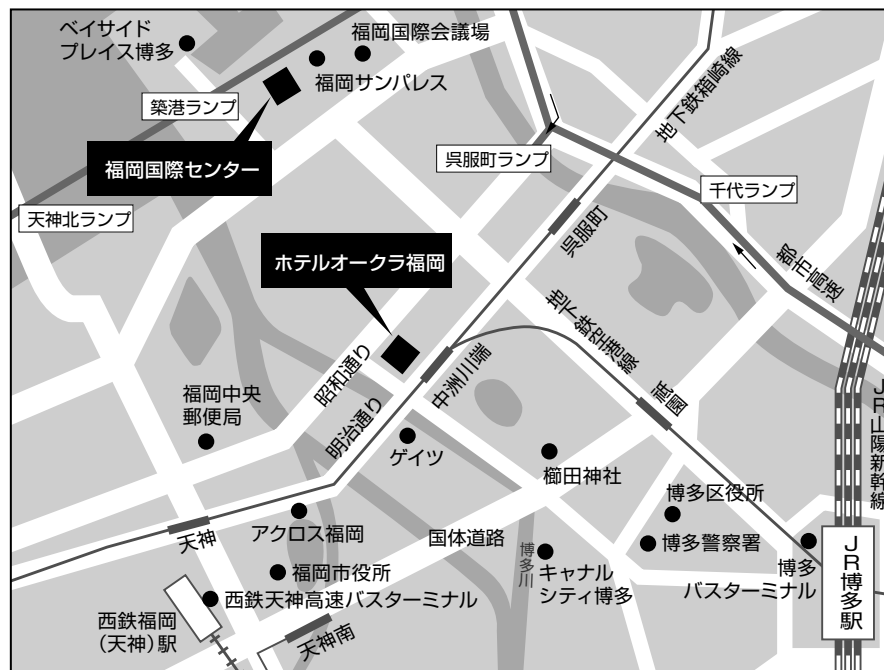 ベイサイド
プレイス博多
福岡国際会議場
福岡サンパレス
築港ランプ
福岡国際センター
天神北ランプ
呉服町ランプ
地下鉄箱崎線
千代ランプ
呉服町
都市高速
ホテルオークラ福岡
地下鉄空港線
昭和通り
明治通り
中洲川端
祇園
JR山陽新幹線
福岡中央
郵便局
ゲイツ
櫛田神社
博多区役所
天神
アクロス福岡
国体道路
博多川
博多警察署
福岡市役所
キャナル
シティ博多
博多
バスターミナル
JR博多駅
西鉄天神高速バスターミナル
西鉄福岡
(天神)駅
天神南